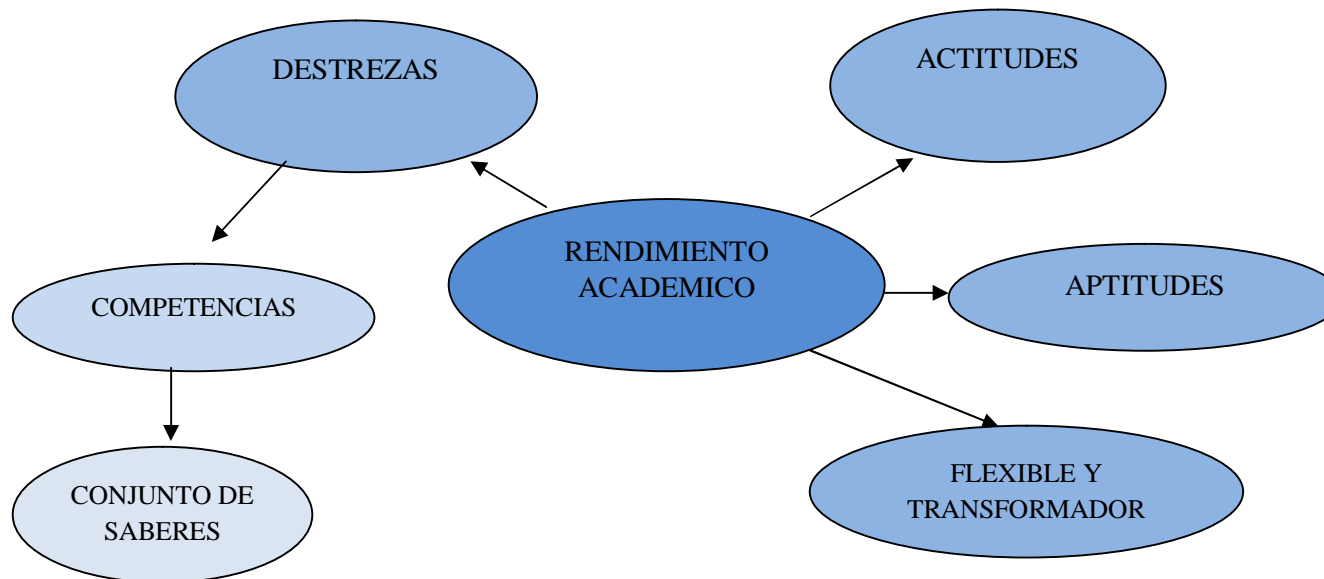 DESTREZAS
ACTITUDES
RENDIMIENTO
ACADEMICO
APTITUDES
COMPETENCIAS
FLEXIBLE Y
TRANSFORMADOR
CONJUNTO DE
SABERES